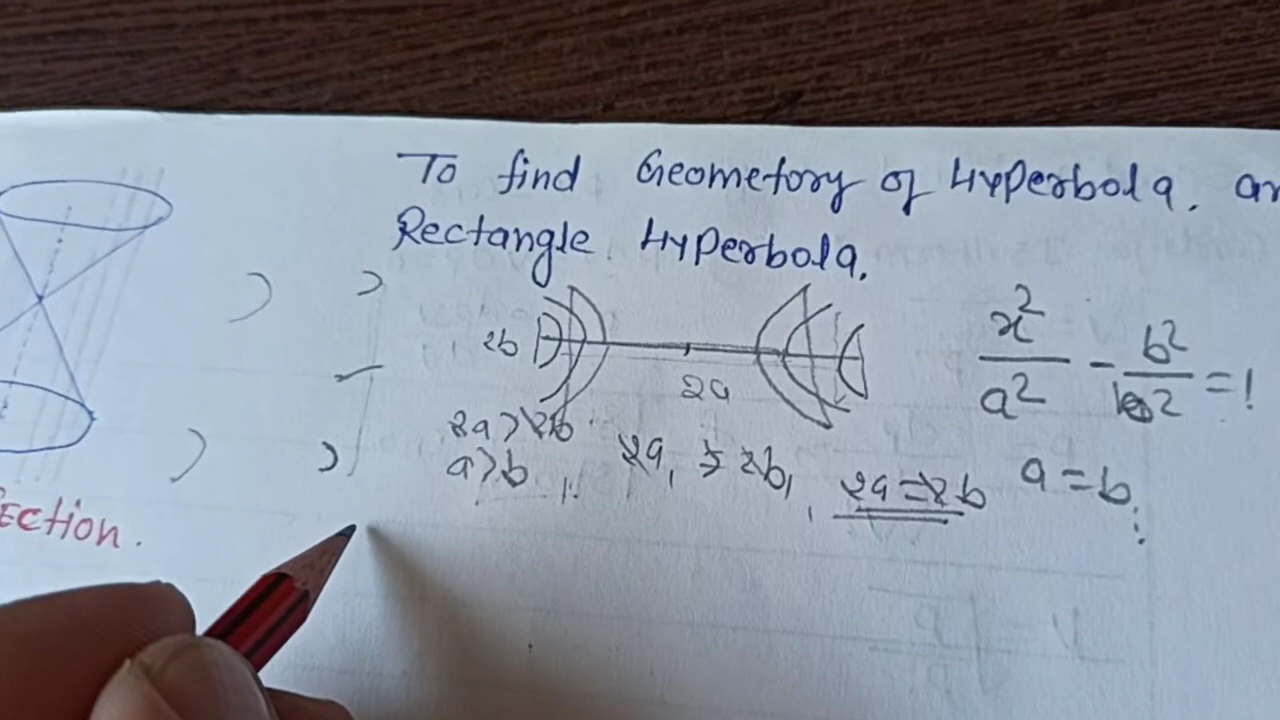 To find Geometory of Hyperbola. an
Rectangle Hyperbola.
2b
2a
x²/a² - b²/b² = 1
2a > 2b
a > b, 2a, > 2b, 2a = 2b a = b
ECtion.